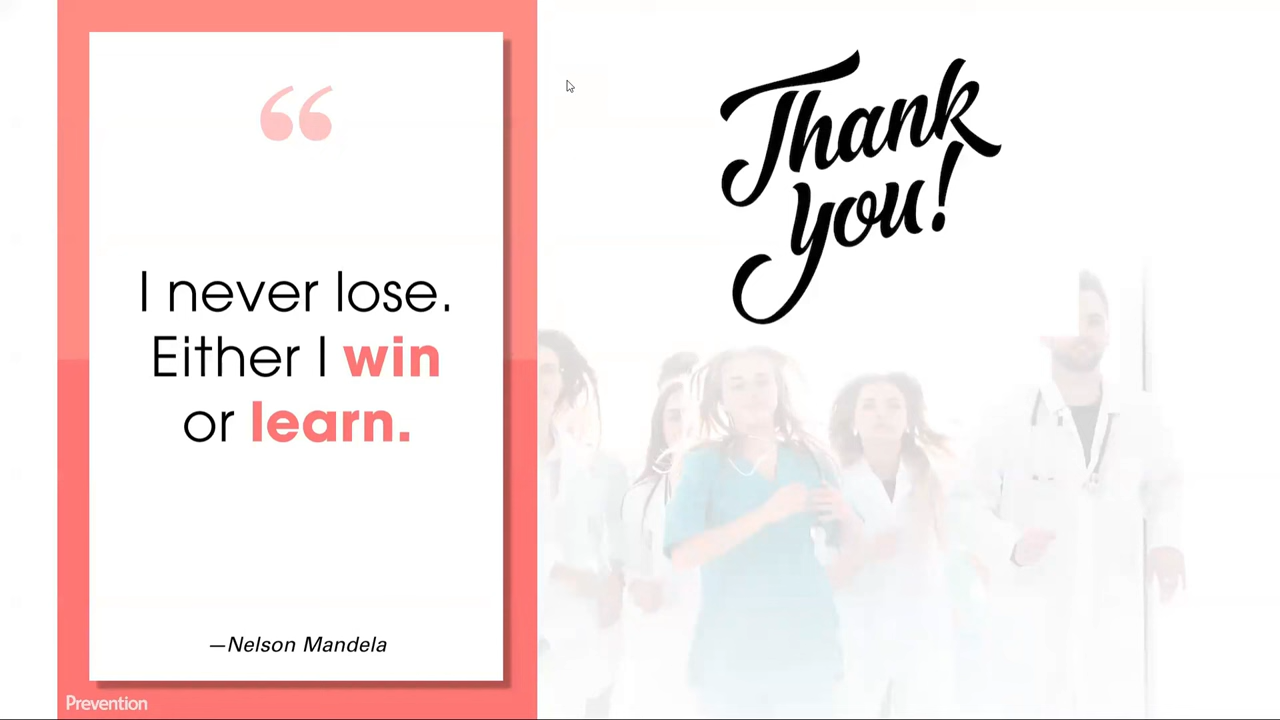 “
I never lose.
Either I win
or learn.
—Nelson Mandela
Prevention
Thank
you!